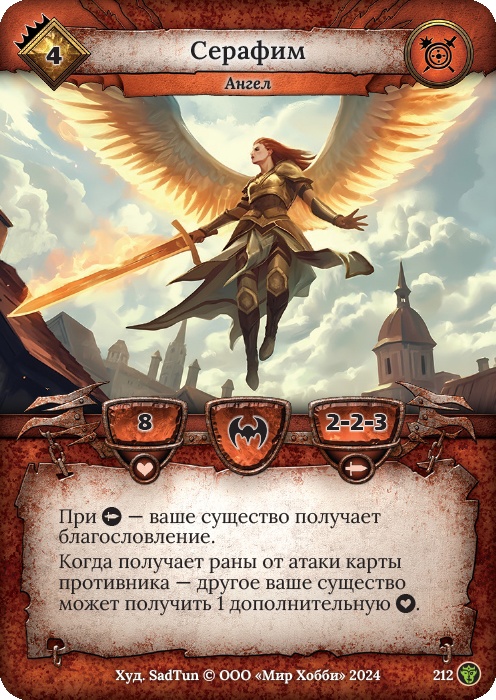 4
Серафим
Ангел
8
2-2-3
При — ваше существо получает
благословление.
Когда получает раны от атаки карты
противника — другое ваше существо
может получить 1 дополнительную .
Худ. SadTun © ООО «Мир Хобби» 2024
212